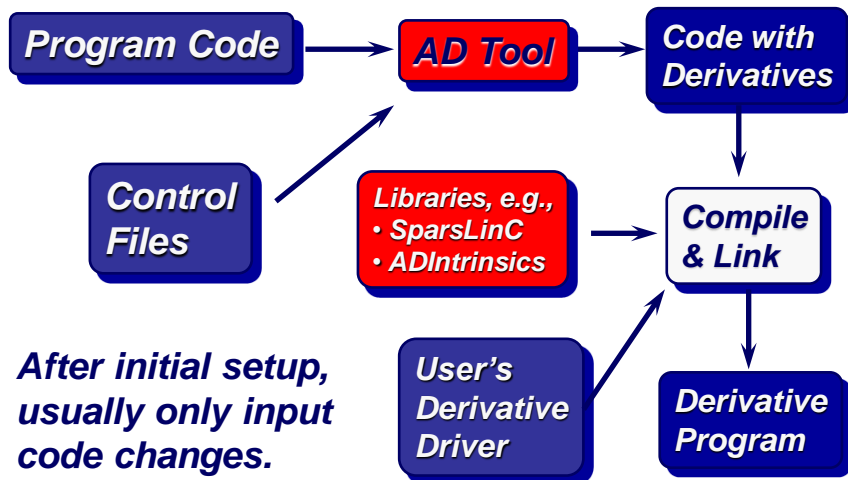 Program Code
AD Tool
Code with
Derivatives
Control
Files
Libraries, e.g.,
• SparsLinC
• ADIntrinsics
Compile
& Link
After initial setup,
usually only input
code changes.
User's
Derivative
Driver
Derivative
Program